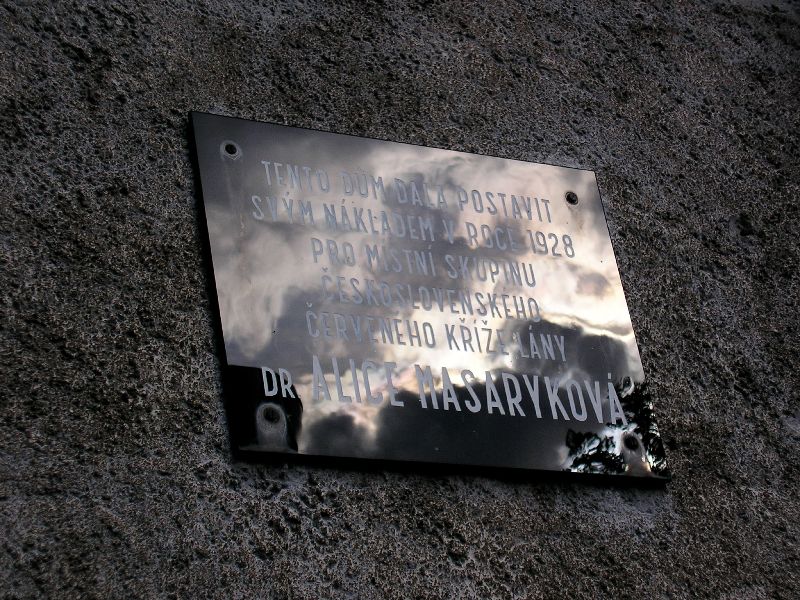 TENTO DŮM DALA POSTAVIT
SVÝM NÁKLADEM V ROCE 1928
PRO MÍSTNÍ SKUPINU
ČESKOSLOVENSKÉHO
ČERVENÉHO KŘÍŽE LÁNY
DR. ALICE MASARYKOVÁ